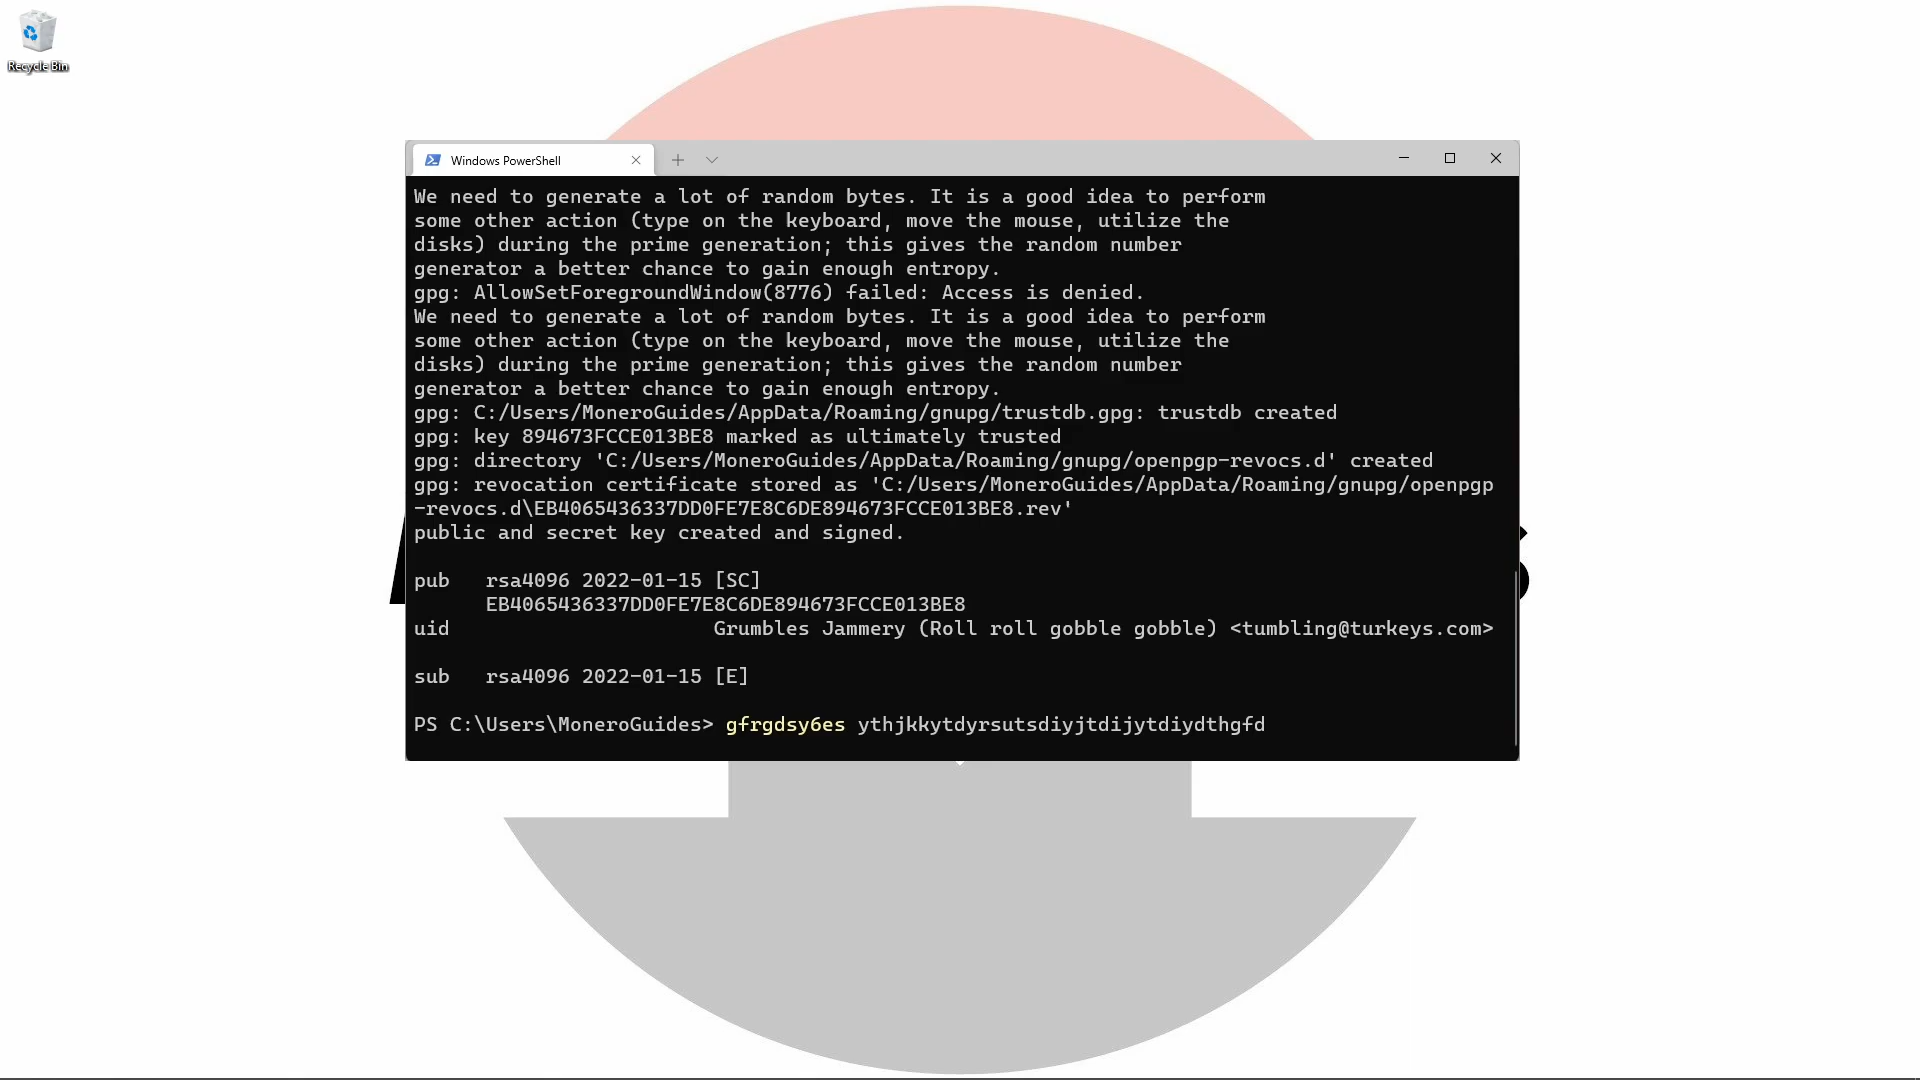 Recycle Bin
Windows PowerShell
We need to generate a lot of random bytes. It is a good idea to perform
some other action (type on the keyboard, move the mouse, utilize the
disks) during the prime generation; this gives the random number
generator a better chance to gain enough entropy.
gpg: AllowSetForegroundWindow(8776) failed: Access is denied.
We need to generate a lot of random bytes. It is a good idea to perform
some other action (type on the keyboard, move the mouse, utilize the
disks) during the prime generation; this gives the random number
generator a better chance to gain enough entropy.
gpg: C:/Users/MoneroGuides/AppData/Roaming/gnupg/trustdb.gpg: trustdb created
gpg: key 894673FCCE013BE8 marked as ultimately trusted
gpg: directory 'C:/Users/MoneroGuides/AppData/Roaming/gnupg/openpgp-revocs.d' created
gpg: revocation certificate stored as 'C:/Users/MoneroGuides/AppData/Roaming/gnupg/openpgp
-revocs.d\EB4065436337DD0FE7E8C6DE894673FCCE013BE8.rev'
public and secret key created and signed.
pub   rsa4096 2022-01-15 [SC]
EB4065436337DD0FE7E8C6DE894673FCCE013BE8
uid                      Grumbles Jammery (Roll roll gobble gobble) <tumbling@turkeys.com>
sub   rsa4096 2022-01-15 [E]
PS C:\Users\MoneroGuides> gfrgdsy6es ythjkkytdyrsutsdiyjtdijytdiydthgfd